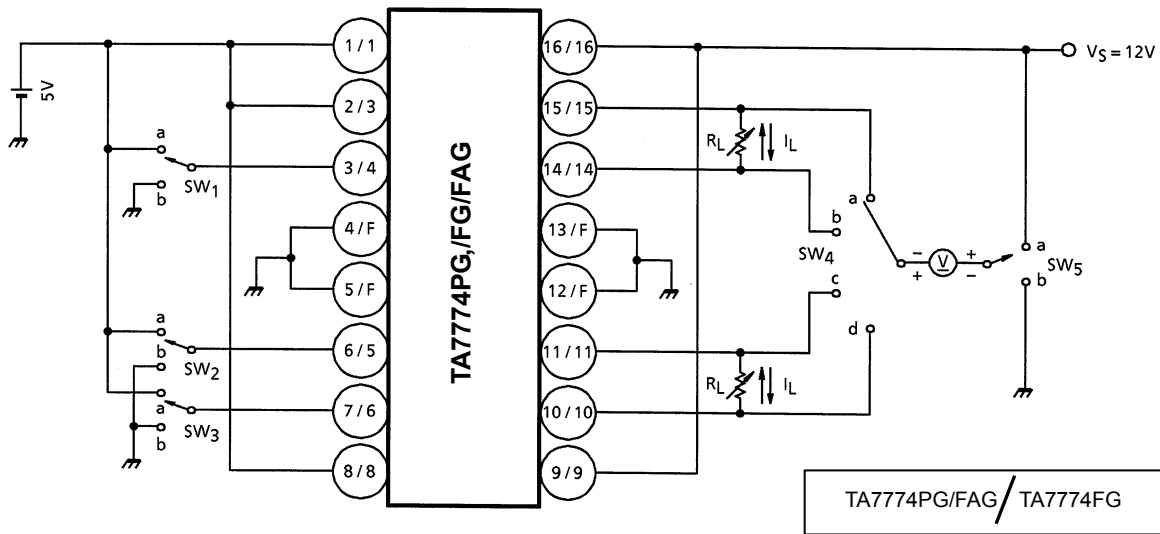 5V
1 / 1
2 / 3
3 / 4
4 / F
5 / F
6 / 5
7 / 6
8 / 8
a
b
SW1
a
b
SW2
a
b
SW3
TA7774PG,/FG/FAG
16 / 16
15 / 15
14 / 14
13 / F
12 / F
11 / 11
10 / 10
9 / 9
VS = 12V
RL
IL
RL
IL
a
b
SW4
c
d
− +
V
+ −
a
SW5
b
TA7774PG/FAG / TA7774FG